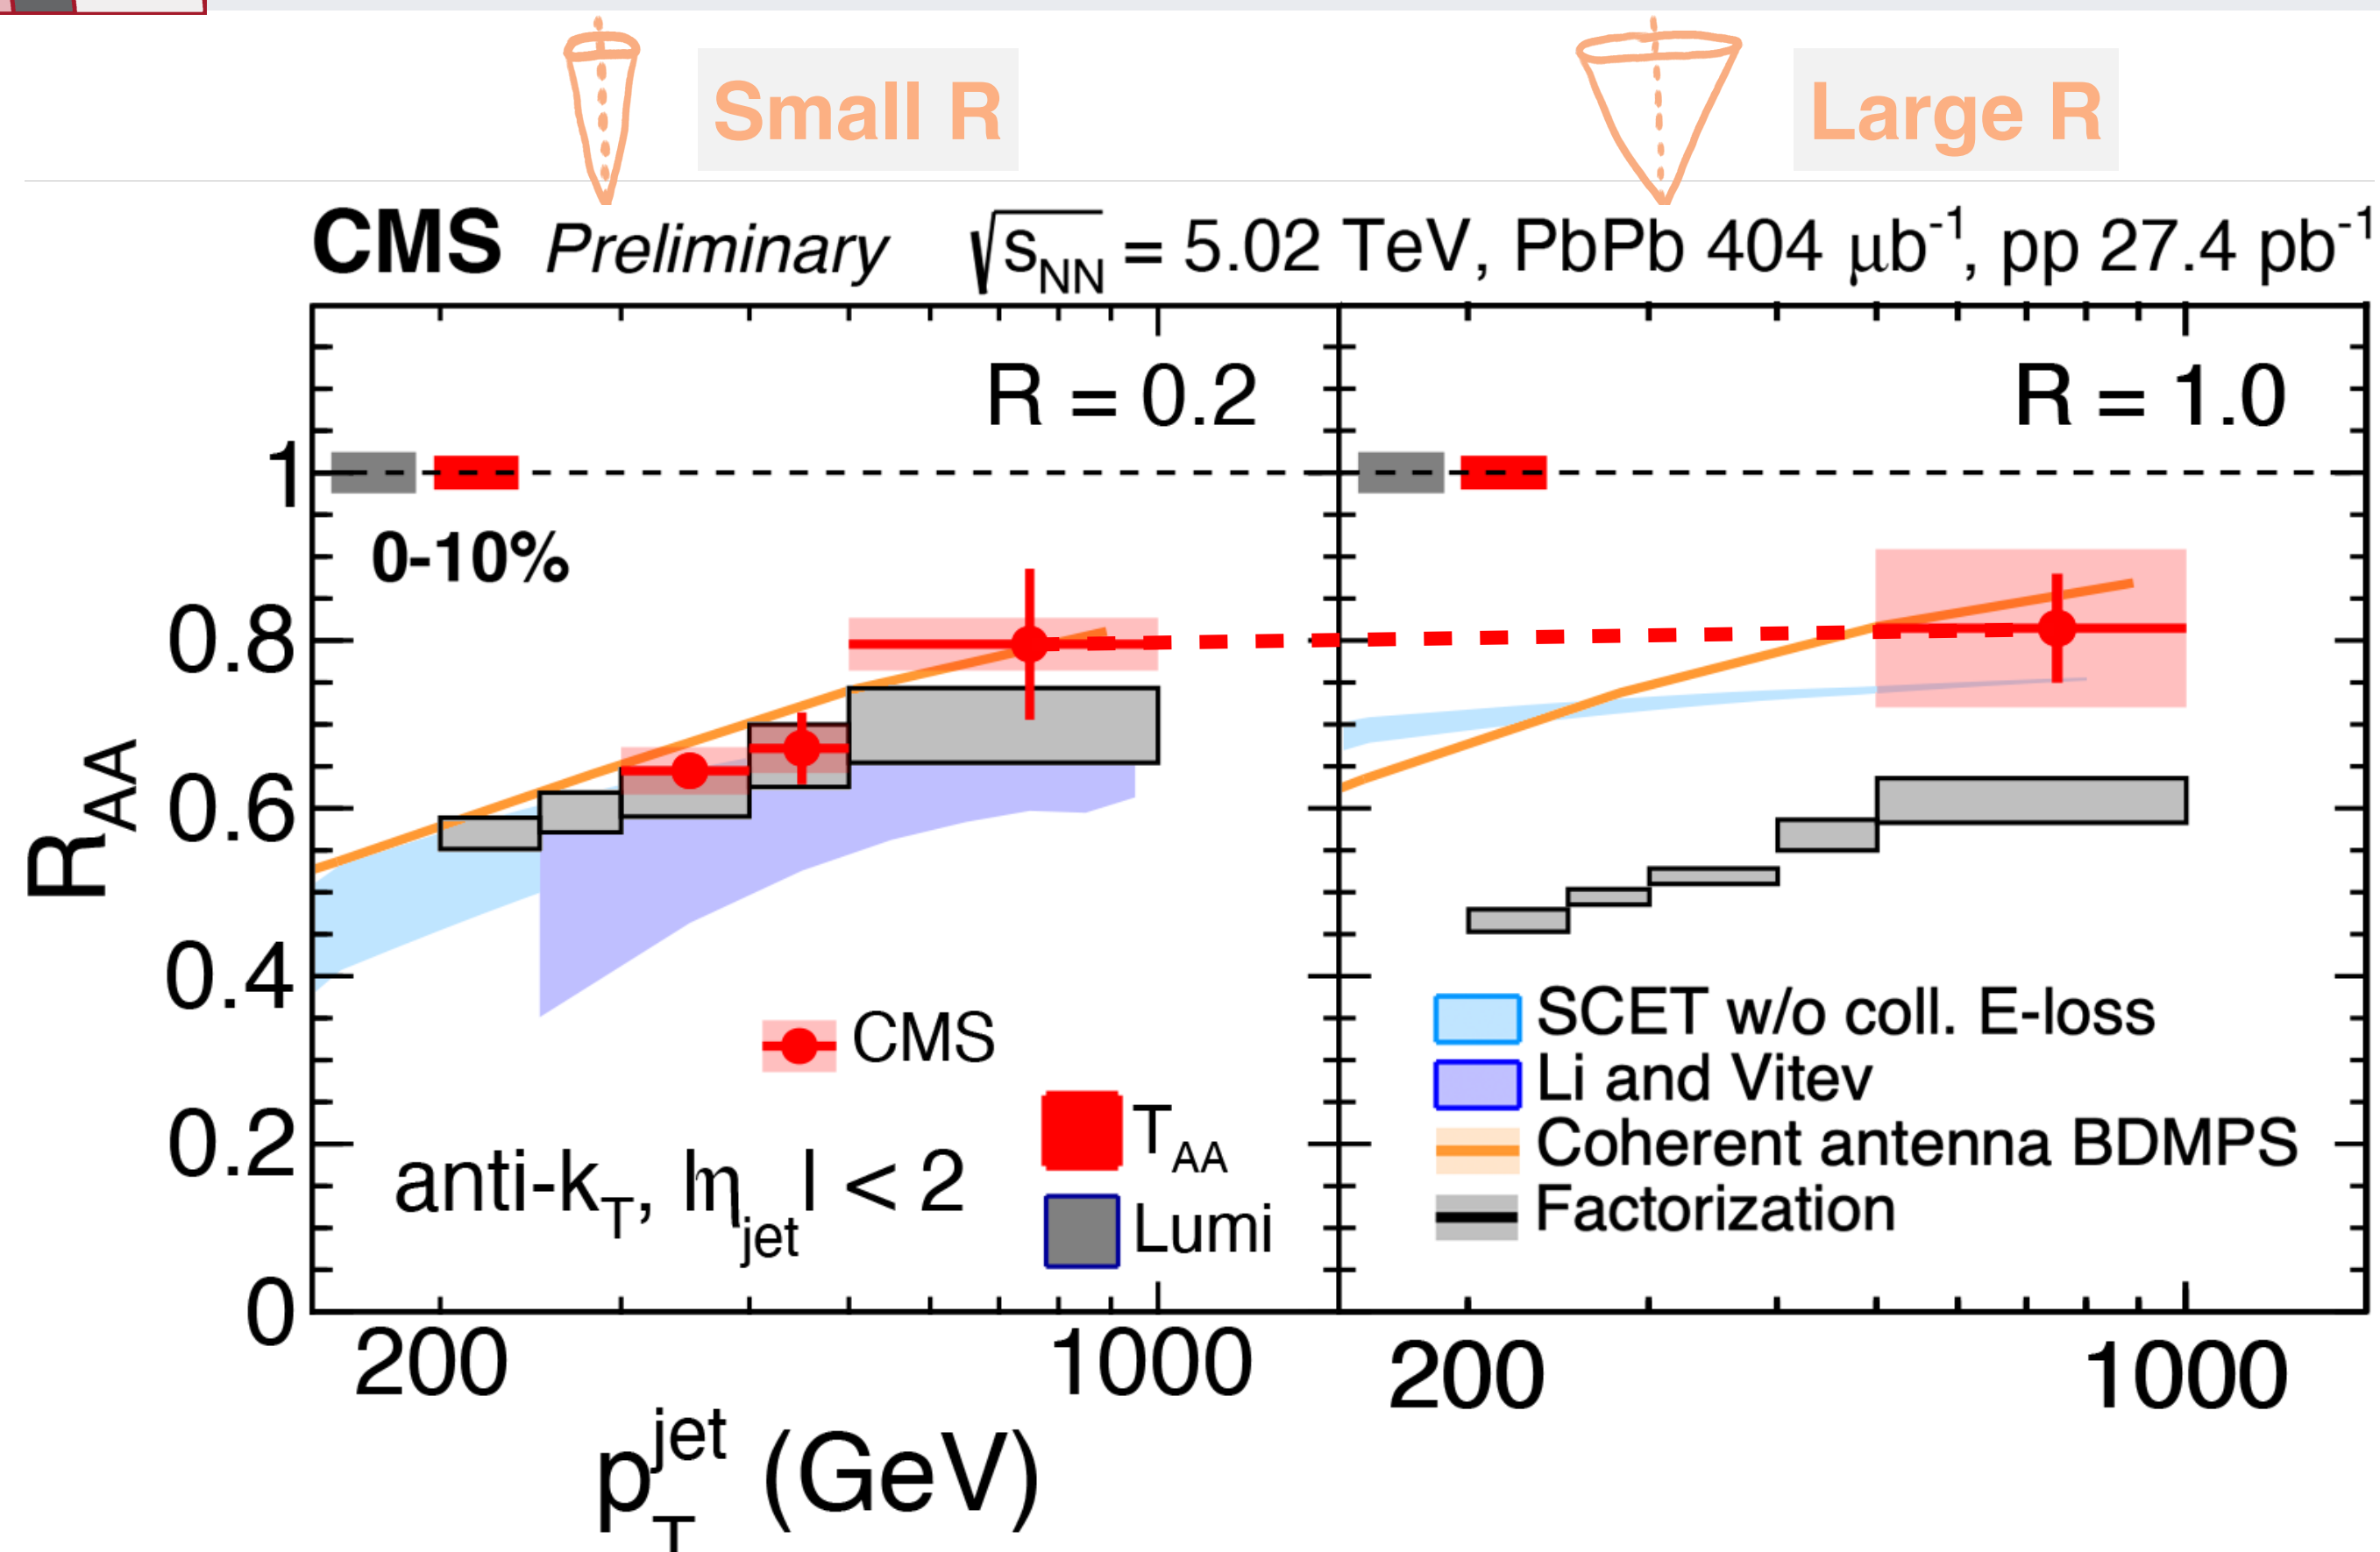 Small R
Large R
CMS Preliminary √sNN = 5.02 TeV, PbPb 404 μb-1, pp 27.4 pb-1
R = 0.2
R = 1.0
1
0-10%
0.8
RAA
0.6
0.4
0.2
0
CMS
TAA
Lumi
anti-kT, |ηjet| < 2
SCET w/o coll. E-loss
Li and Vitev
Coherent antenna BDMPS
Factorization
200
1000
200
1000
pTjet (GeV)